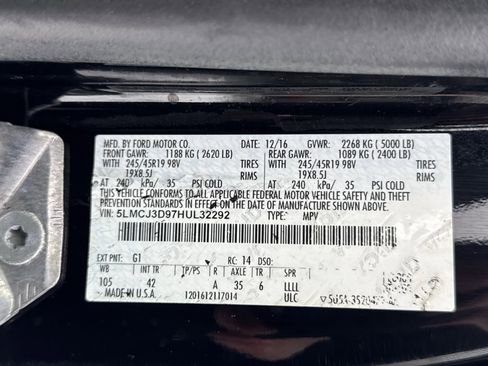 MFD. BY FORD MOTOR CO. 12/16 GVWR: 2268 KG ( 5000 LB)
FRONT GAWR: 1188 KG ( 2620 LB) REAR GAWR: 1089 KG ( 2400 LB)
WITH 245/45R19 98V TIRES WITH 245/45R19 98V TIRES
19X8.5J RIMS 19X8.5J RIMS
AT 240 kPa/ 35 PSI COLD AT 240 kPa/ 35 PSI COLD
THIS VEHICLE CONFORMS TO ALL APPLICABLE FEDERAL MOTOR VEHICLE SAFETY AND THEFT
PREVENTION STANDARDS IN EFFECT ON THE DATE OF MANUFACTURE SHOWN ABOVE.
VIN: 5LMCJ3D97HUL32292 TYPE: MPV
EXT PNT: G1 RC: 14 DSO:
WB INT TR TP/PS R AXLE TR SPR
105 42 A 35 6 LLLL
MADE IN U.S.A. 1201612117014 ULC